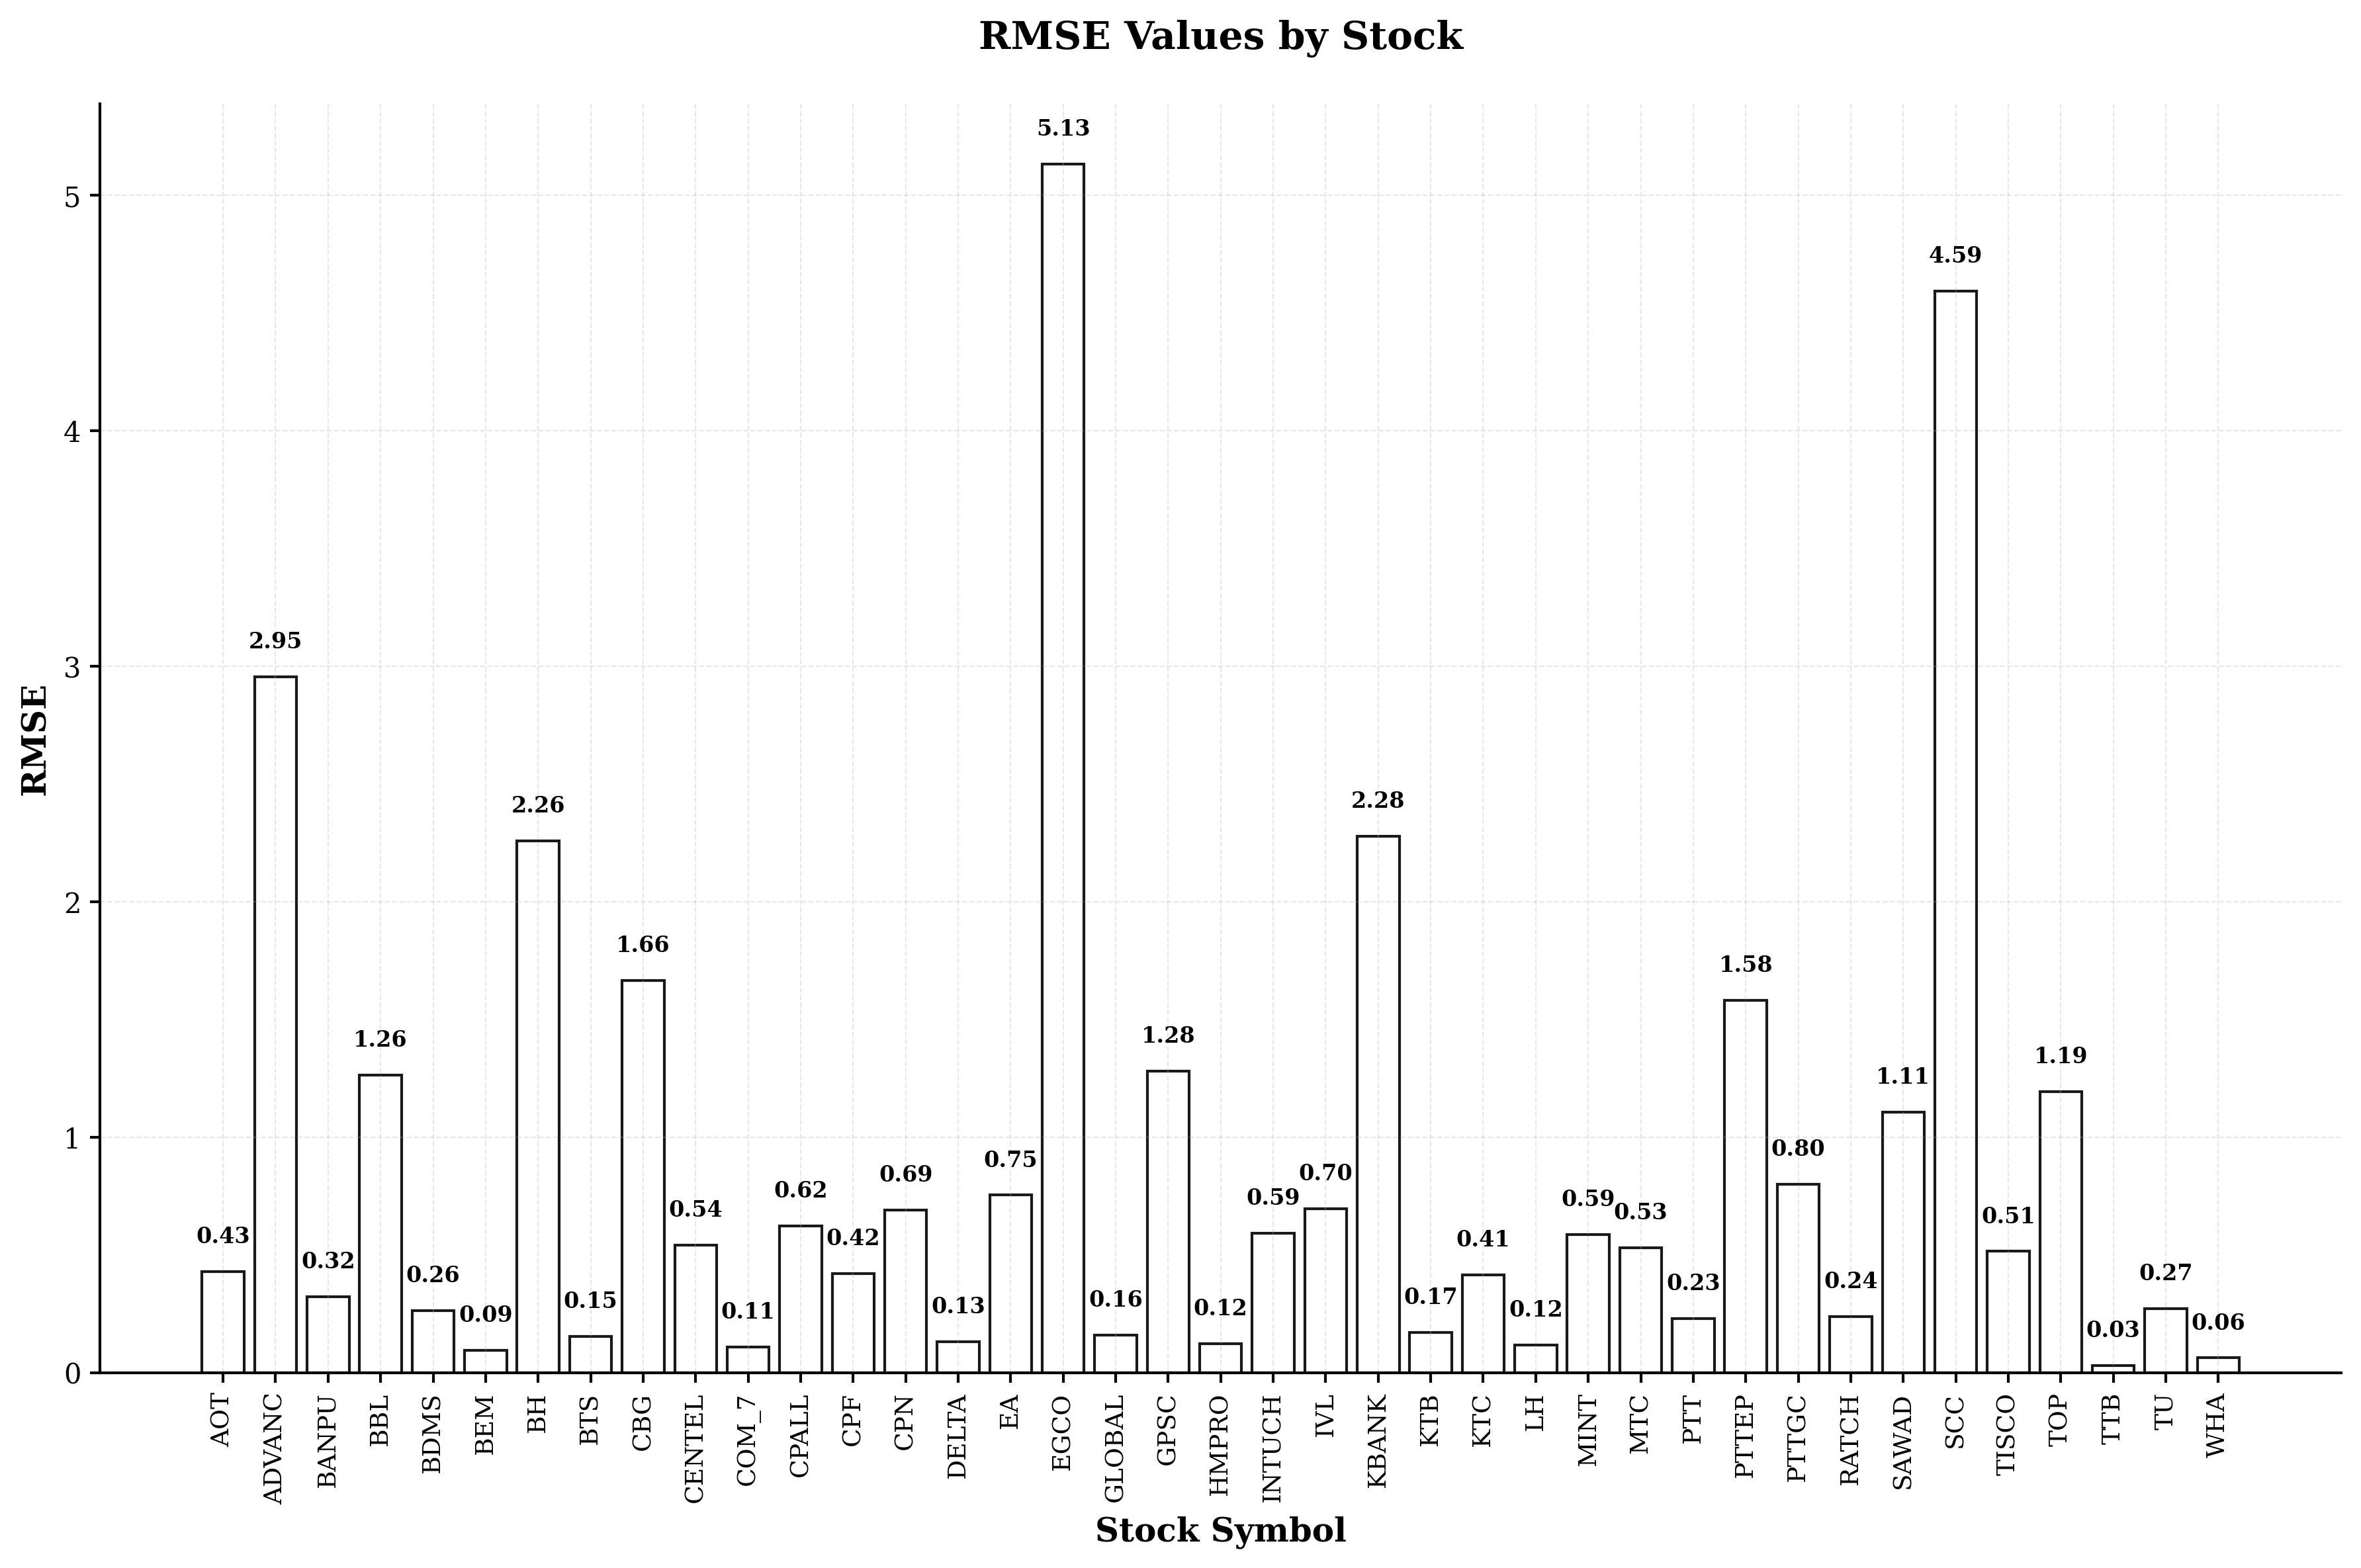 RMSE Values by Stock
RMSE
5
4
3
2
1
0
0.43
2.95
0.32
1.26
0.26
0.09
2.26
0.15
1.66
0.54
0.11
0.62
0.42
0.69
0.13
0.75
5.13
0.16
1.28
0.12
0.59
0.70
2.28
0.17
0.41
0.12
0.59
0.53
0.23
1.58
0.80
0.24
1.11
4.59
0.51
1.19
0.03
0.27
0.06
AOT
ADVANC
BANPU
BBL
BDMS
BEM
BH
BTS
CBG
CENTEL
COM_7
CPALL
CPF
CPN
DELTA
EA
EGCO
GLOBAL
GPSC
HMPRO
INTUCH
IVL
KBANK
KTB
KTC
LH
MINT
MTC
PTT
PTTEP
PTTGC
RATCH
SAWAD
SCC
TISCO
TOP
TTB
TU
WHA
Stock Symbol